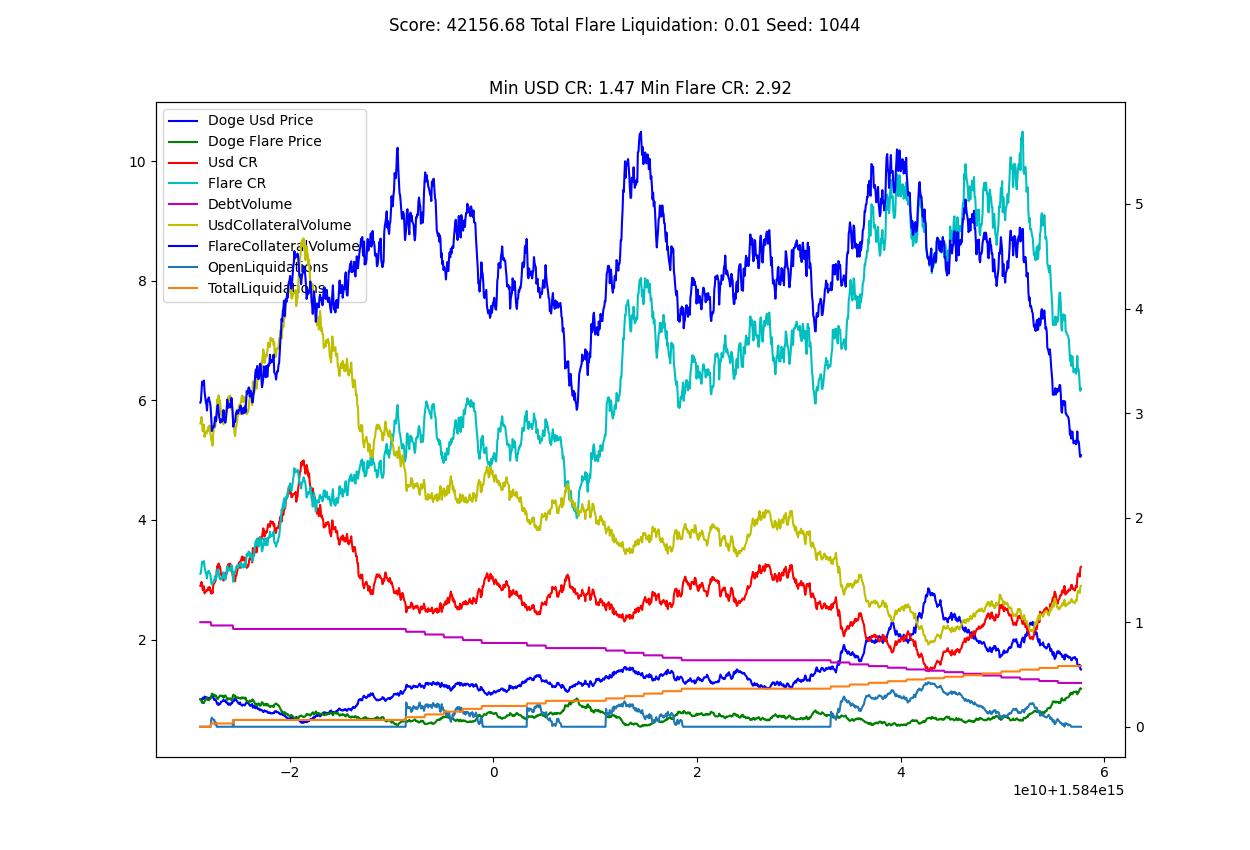 Score: 42156.68 Total Flare Liquidation: 0.01 Seed: 1044
Min USD CR: 1.47 Min Flare CR: 2.92
Doge Usd Price
Doge Flare Price
Usd CR
Flare CR
DebtVolume
UsdCollateralVolume
FlareCollateralVolume
OpenLiquidations
TotalLiquidations
10
8
6
4
2
5
4
3
2
1
0
−2
0
2
4
6
1e10+1.584e15